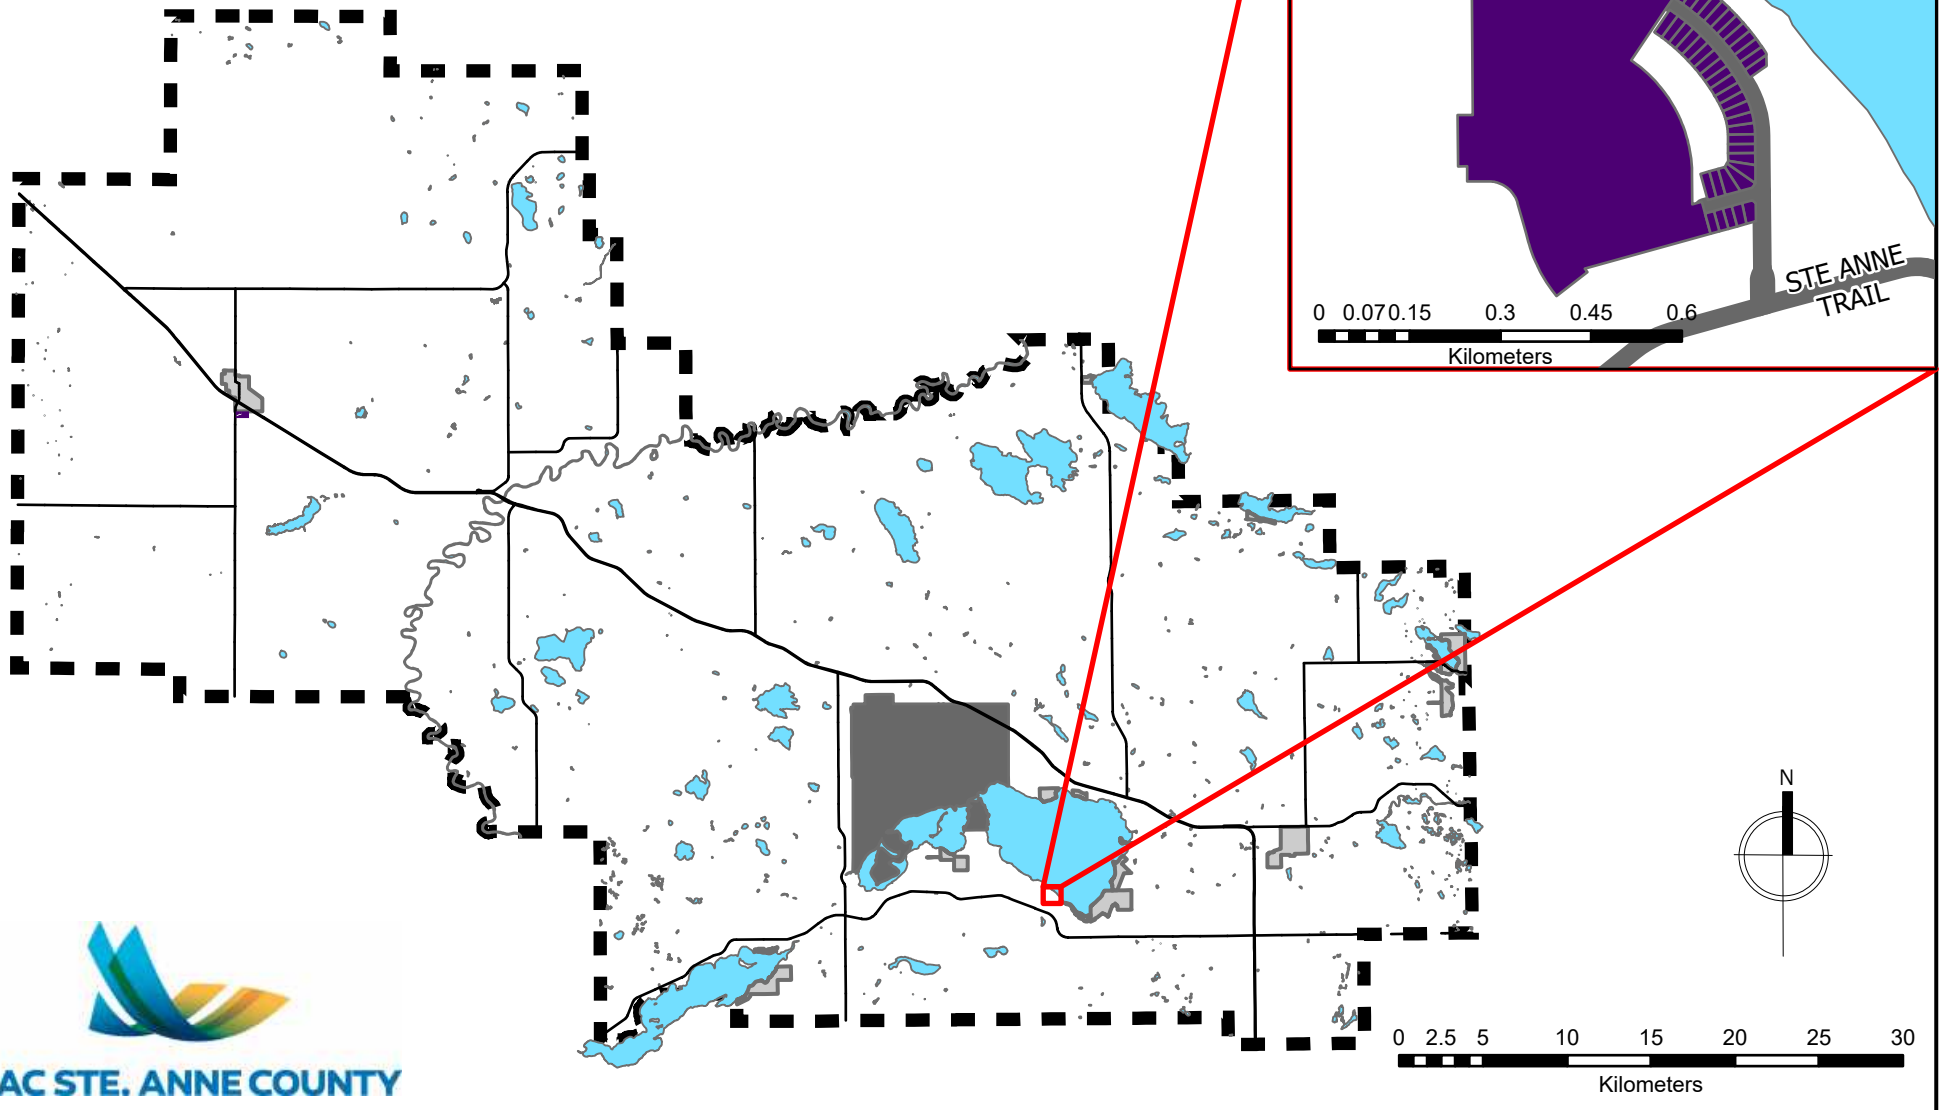 STE ANNE
TRAIL
0 0.07 0.15 0.3 0.45 0.6
Kilometers
N
0 2.5 5 10 15 20 25 30
Kilometers
AC STE. ANNE COUNTY